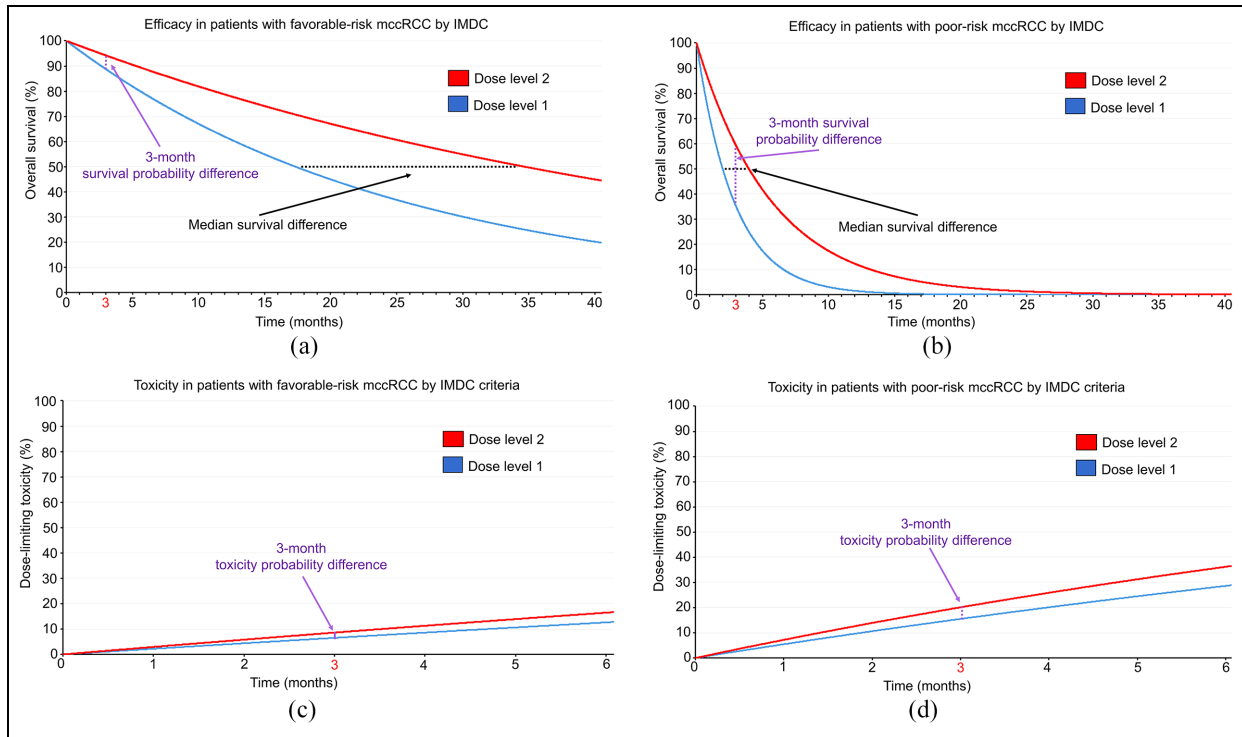 Efficacy in patients with favorable-risk mccRCC by IMDC
Overall survival (%)
100
90
80
70
60
50
40
30
20
10
0
Dose level 2
Dose level 1
3-month
survival probability difference
Median survival difference
0 3 5 10 15 20 25 30 35 40
Time (months)
(a)
Efficacy in patients with poor-risk mccRCC by IMDC
Overall survival (%)
100
90
80
70
60
50
40
30
20
10
0
Dose level 2
Dose level 1
3-month survival
probability difference
Median survival difference
0 3 5 10 15 20 25 30 35 40
Time (months)
(b)
Toxicity in patients with favorable-risk mccRCC by IMDC criteria
Dose-limiting toxicity (%)
100
90
80
70
60
50
40
30
20
10
0
Dose level 2
Dose level 1
3-month
toxicity probability difference
0 1 2 3 4 5 6
Time (months)
(c)
Toxicity in patients with poor-risk mccRCC by IMDC criteria
Dose-limiting toxicity (%)
100
90
80
70
60
50
40
30
20
10
0
Dose level 2
Dose level 1
3-month
toxicity probability difference
0 1 2 3 4 5 6
Time (months)
(d)